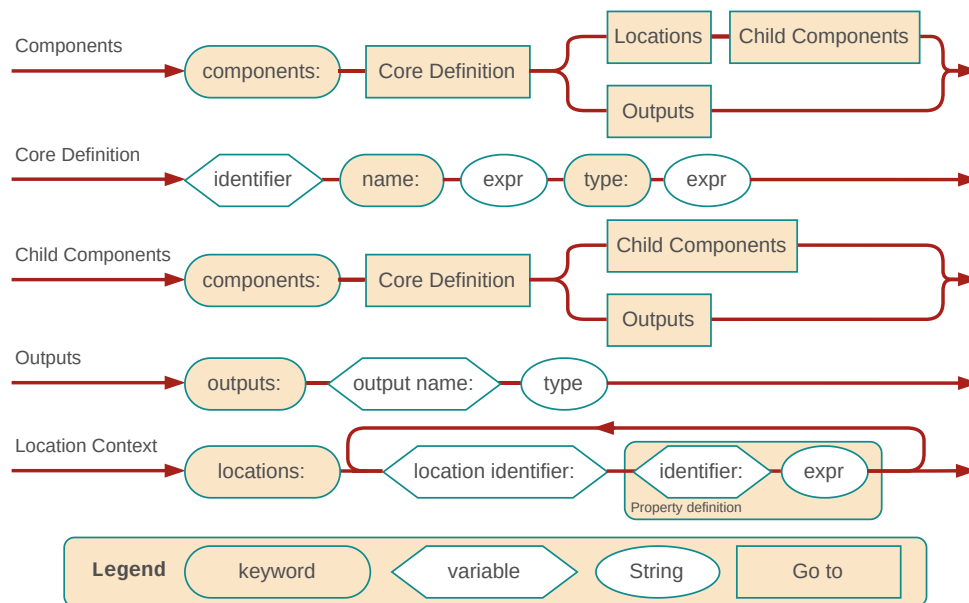 Components
components:
Core Definition
Locations
Child Components
Outputs
Core Definition
identifier
name:
expr
type:
expr
Child Components
components:
Core Definition
Child Components
Outputs
Outputs
outputs:
output name:
type
Location Context
locations:
location identifier:
identifier:
expr
Property definition
Legend
keyword
variable
String
Go to